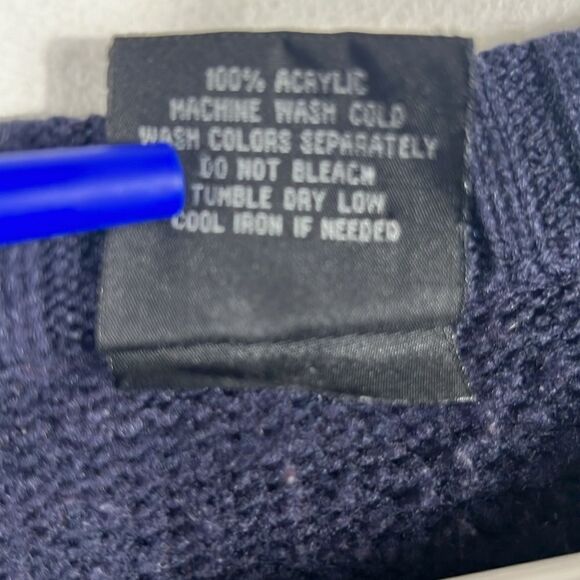 100% ACRYLIC
MACHINE WASH COLD
WASH COLORS SEPARATELY
DO NOT BLEACH
TUMBLE DRY LOW
COOL IRON IF NEEDED